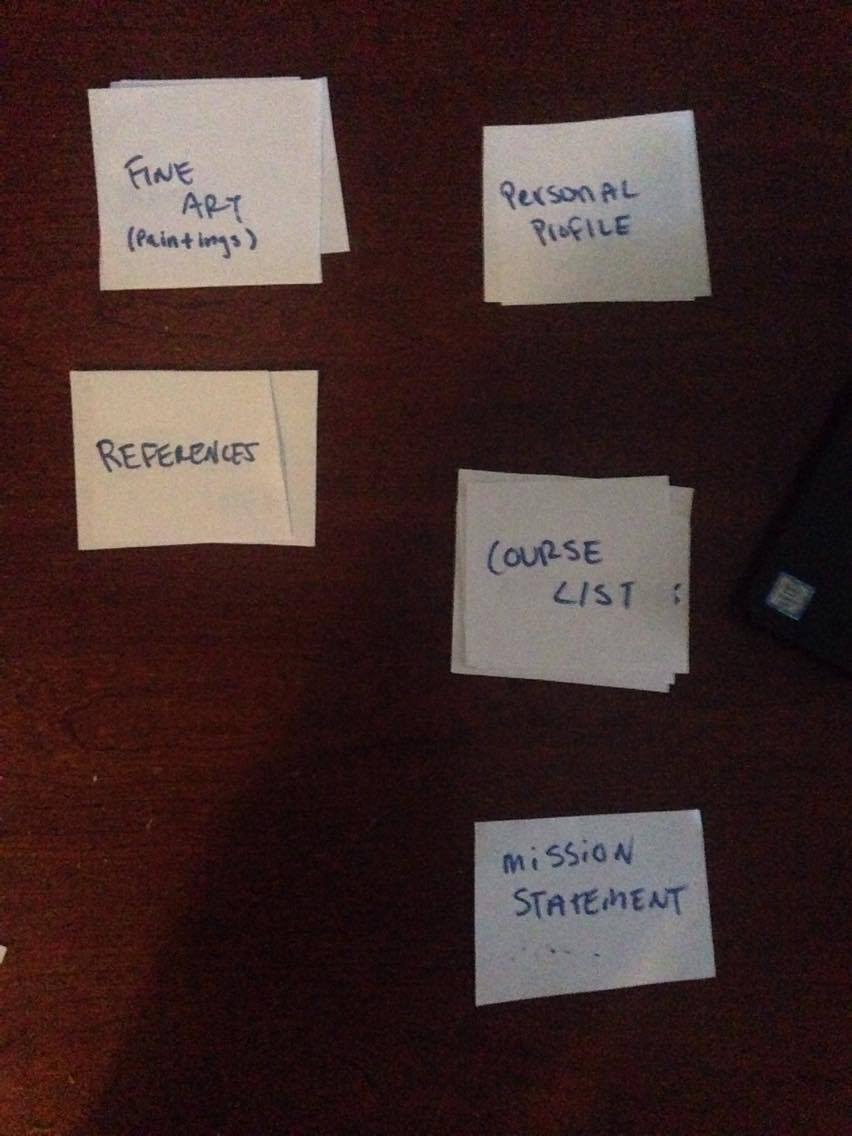 FINE
ART
(Paintings)
Personal
PROFILE
REFERENCES
COURSE
LIST :
MISSION
STATEMENT